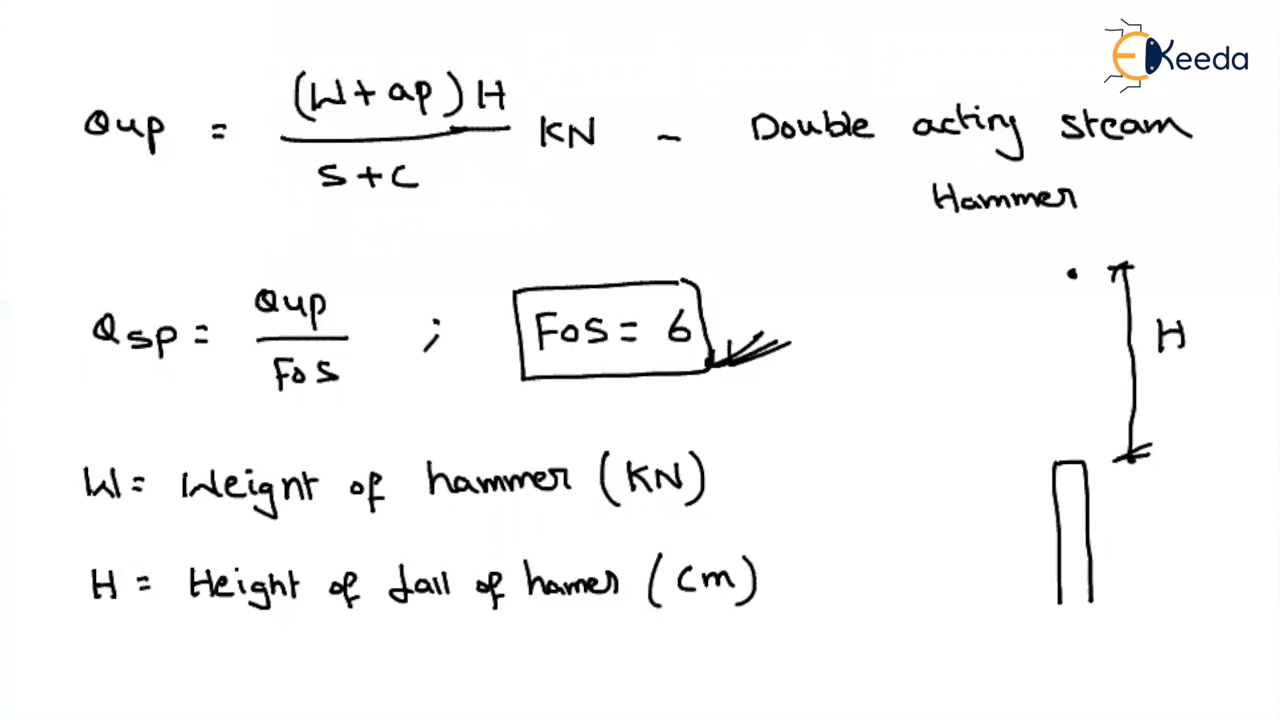 EKeeda
Qup = (W + ap) H / S + C KN - Double acting steam
Hammer
Qsp = Qup / FOS ; FOS = 6
H
W = Weight of hammer (KN)
H = Height of fall of hamer (cm)